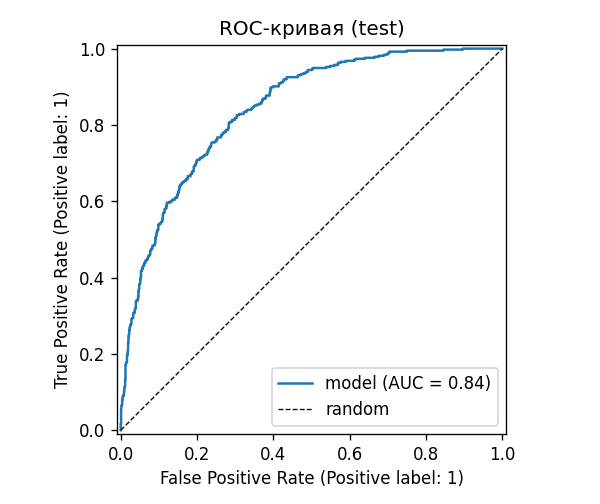 ROC-кривая (test)
True Positive Rate (Positive label: 1)
1.0
0.8
0.6
0.4
0.2
0.0
model (AUC = 0.84)
random
0.0 0.2 0.4 0.6 0.8 1.0
False Positive Rate (Positive label: 1)